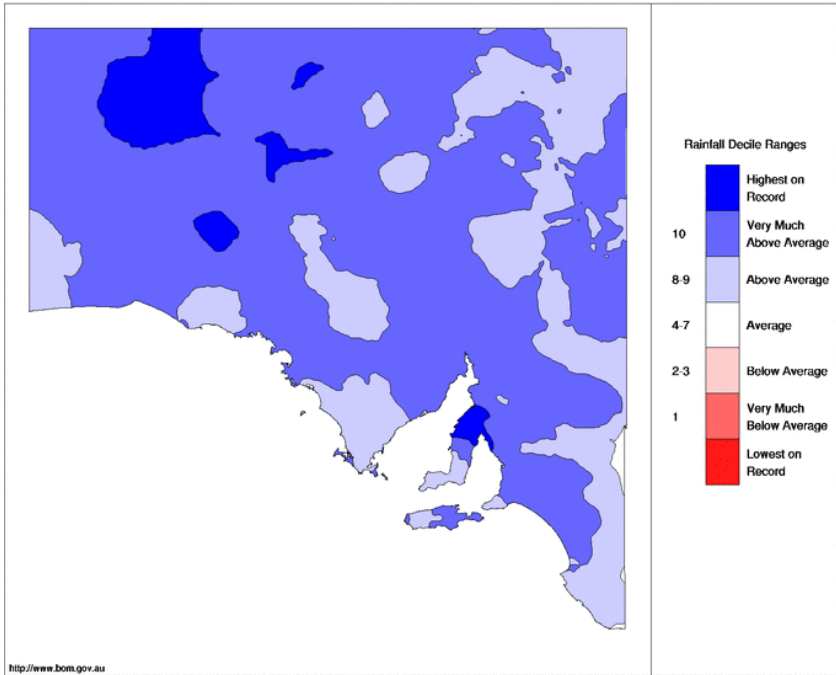 Rainfall Decile Ranges
Highest on
Record
10
Very Much
Above Average
8-9
Above Average
4-7
Average
2-3
Below Average
1
Very Much
Below Average
Lowest on
Record
http://www.bom.gov.au